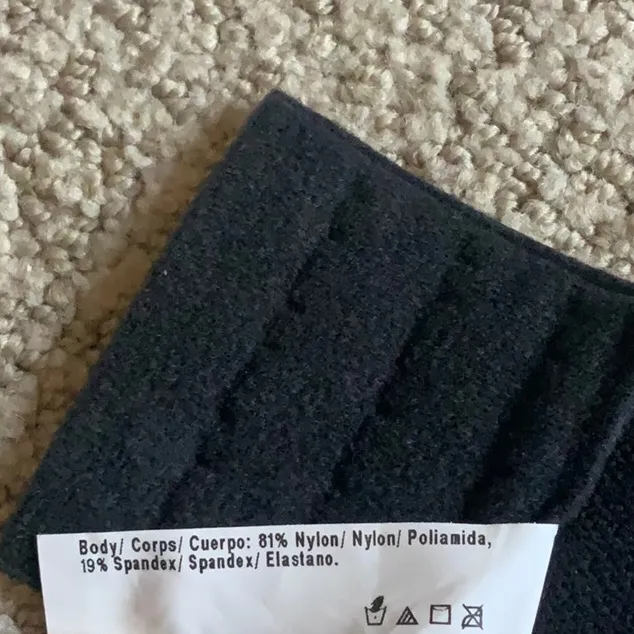 Body/ Corps/ Cuerpo: 81% Nylon/ Nylon/ Poliamida,
19% Spandex/ Spandex/ Elastano.